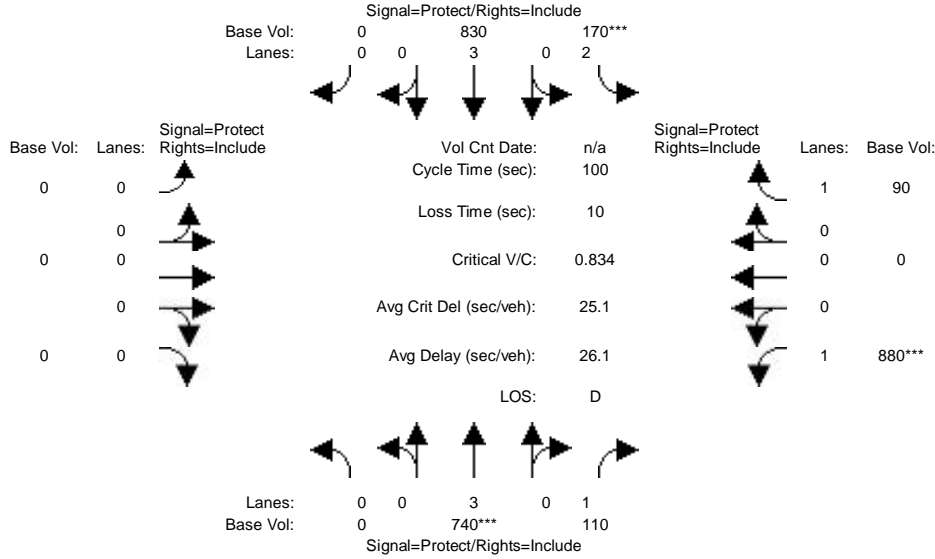 Signal=Protect/Rights=Include
Base Vol: 0 830 170***
Lanes: 0 0 3 0 2
Signal=Protect
Base Vol: Lanes: Rights=Include
Vol Cnt Date: n/a
Signal=Protect
Rights=Include Lanes: Base Vol:
Cycle Time (sec): 100
0 0
1 90
Loss Time (sec): 10
0
0
0 0
Critical V/C: 0.834
0 0
0
Avg Crit Del (sec/veh): 25.1
0
0 0
Avg Delay (sec/veh): 26.1
1 880***
LOS: D
Lanes: 0 0 3 0 1
Base Vol: 0 740*** 110
Signal=Protect/Rights=Include